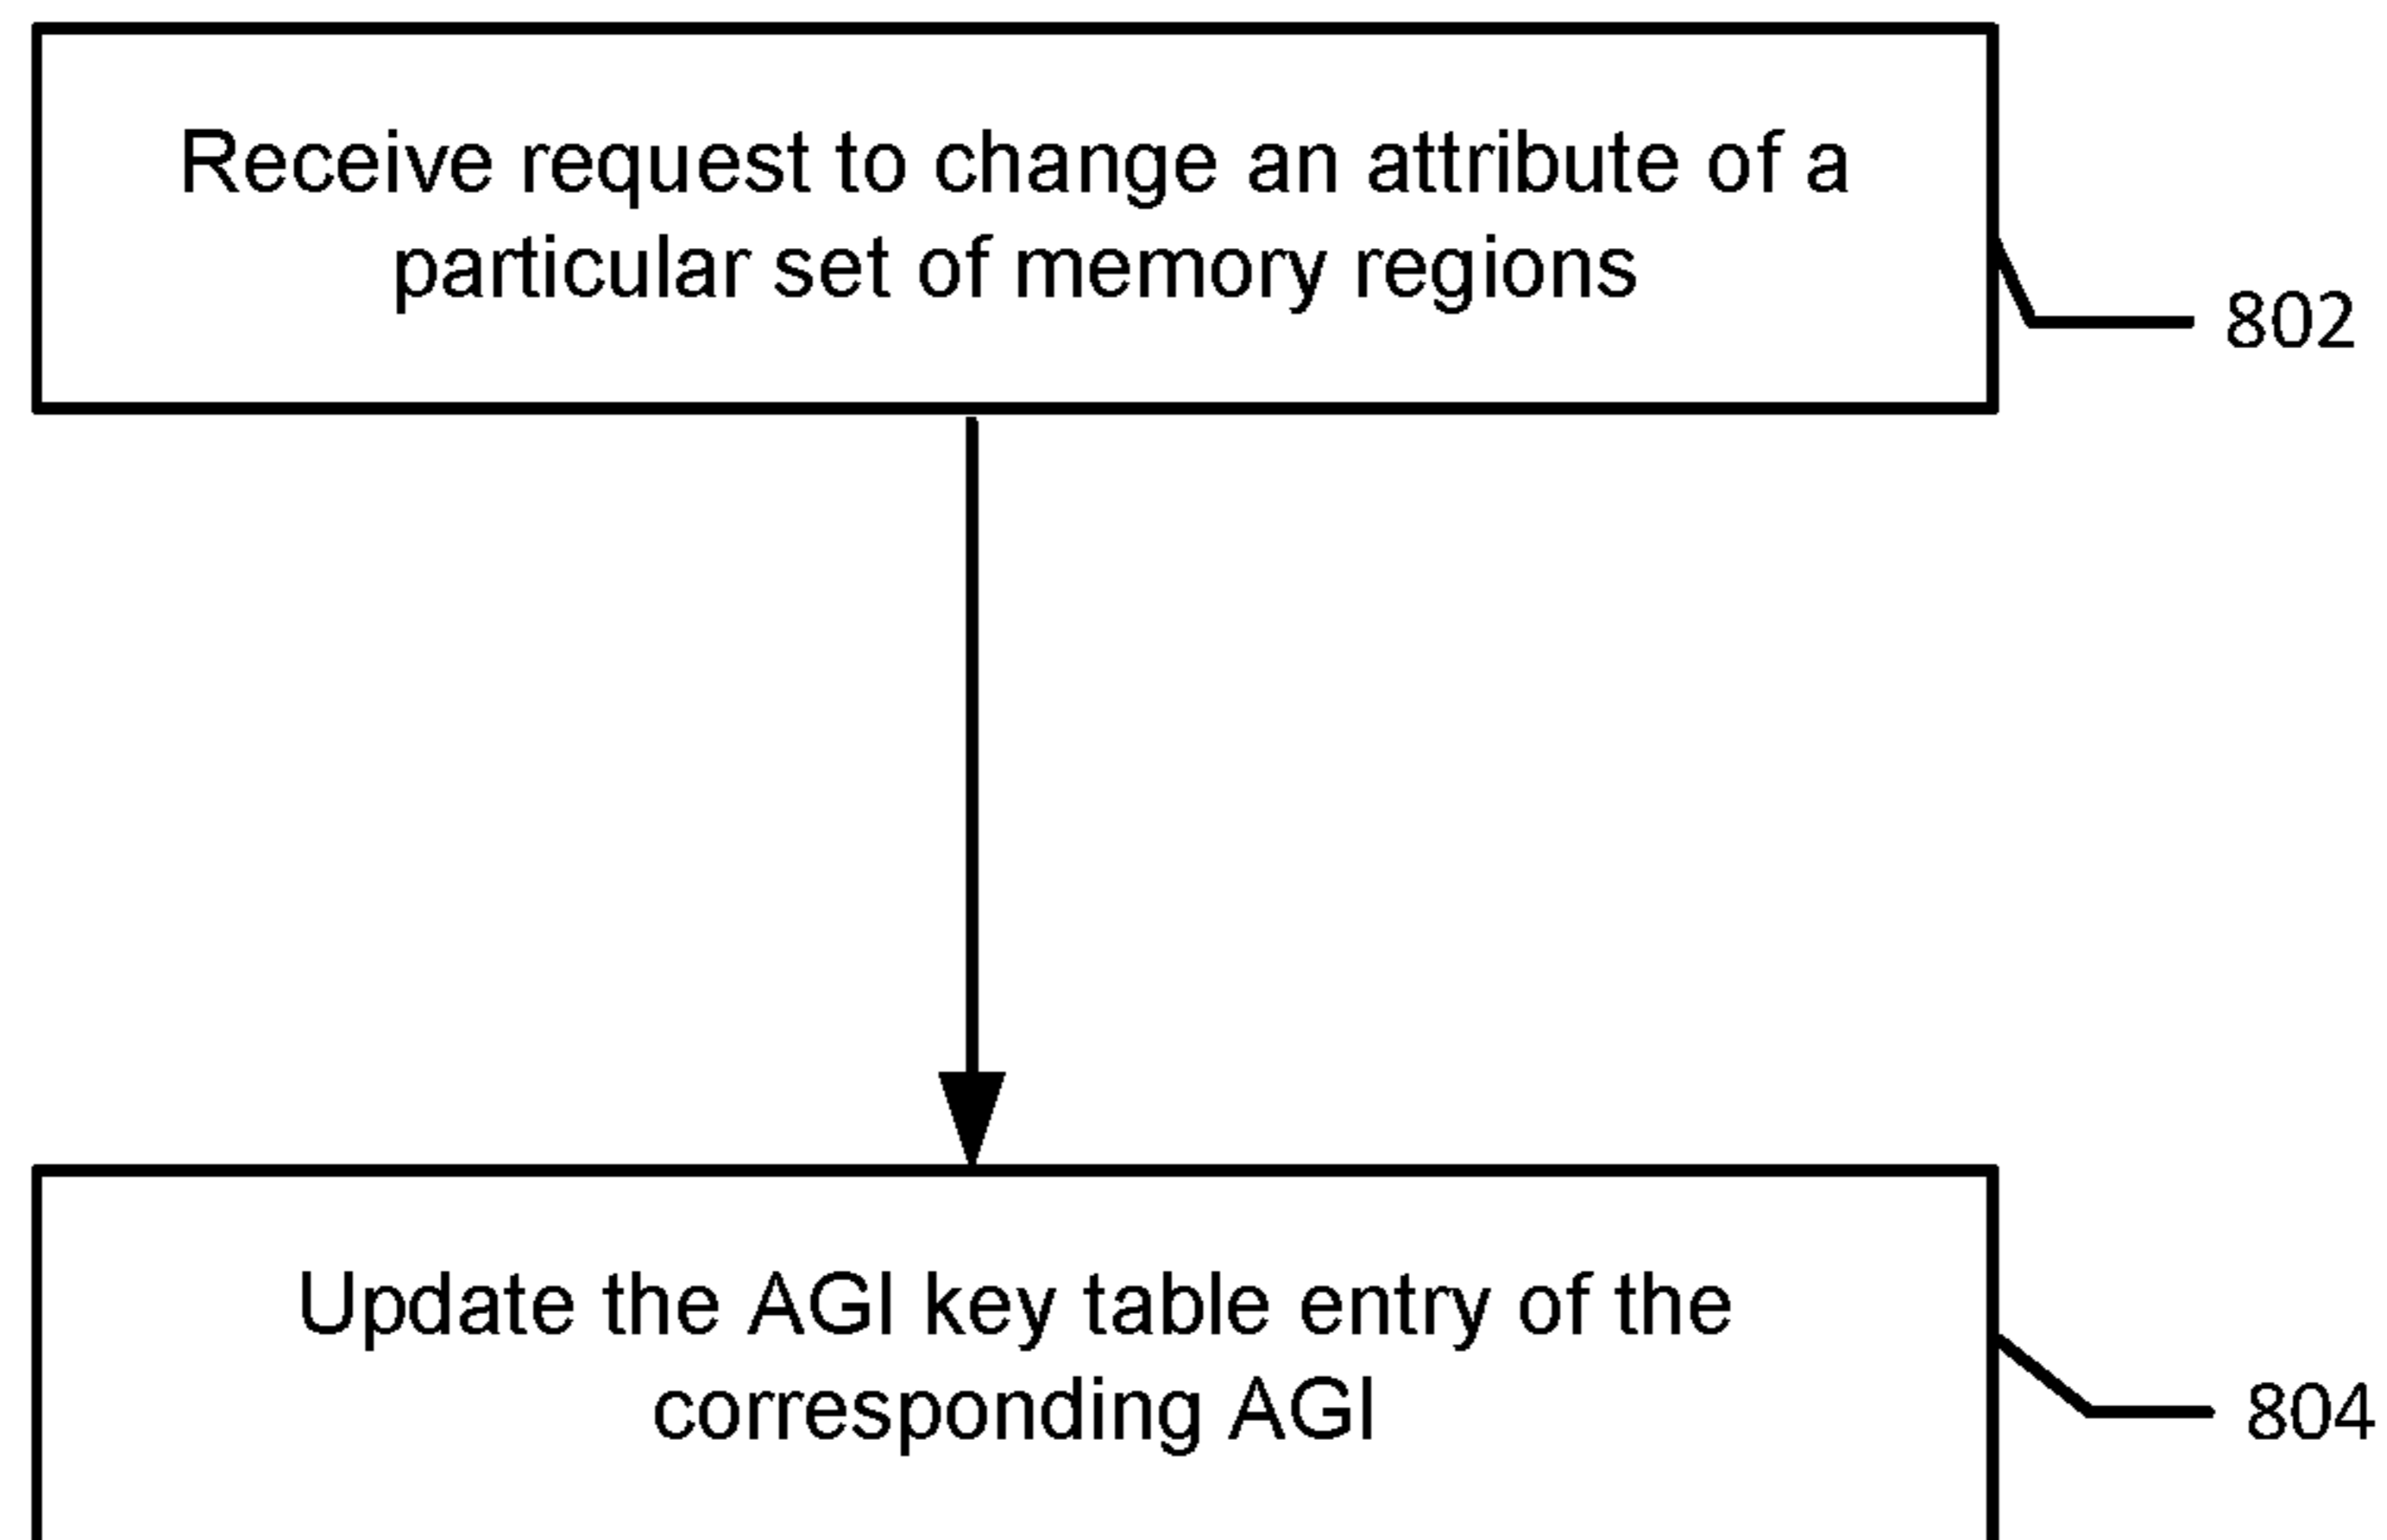 Receive request to change an attribute of a
particular set of memory regions
802
Update the AGI key table entry of the
corresponding AGI
804